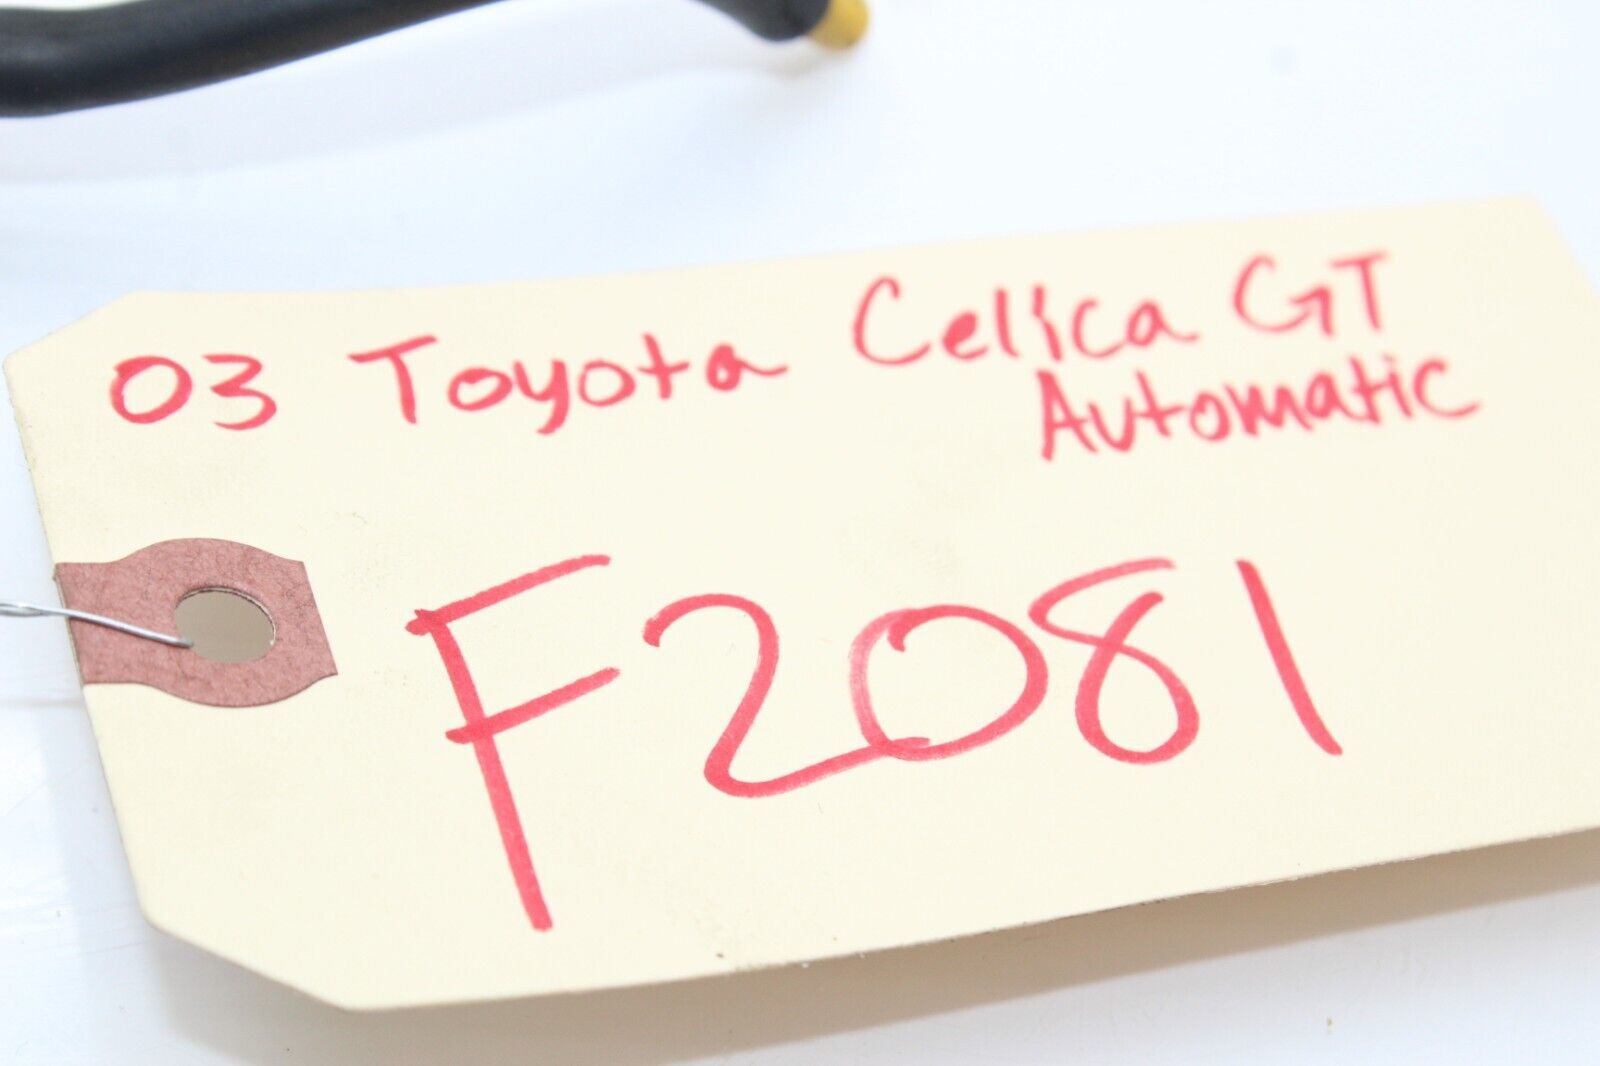 03 Toyota Celica GT
Automatic
F2081